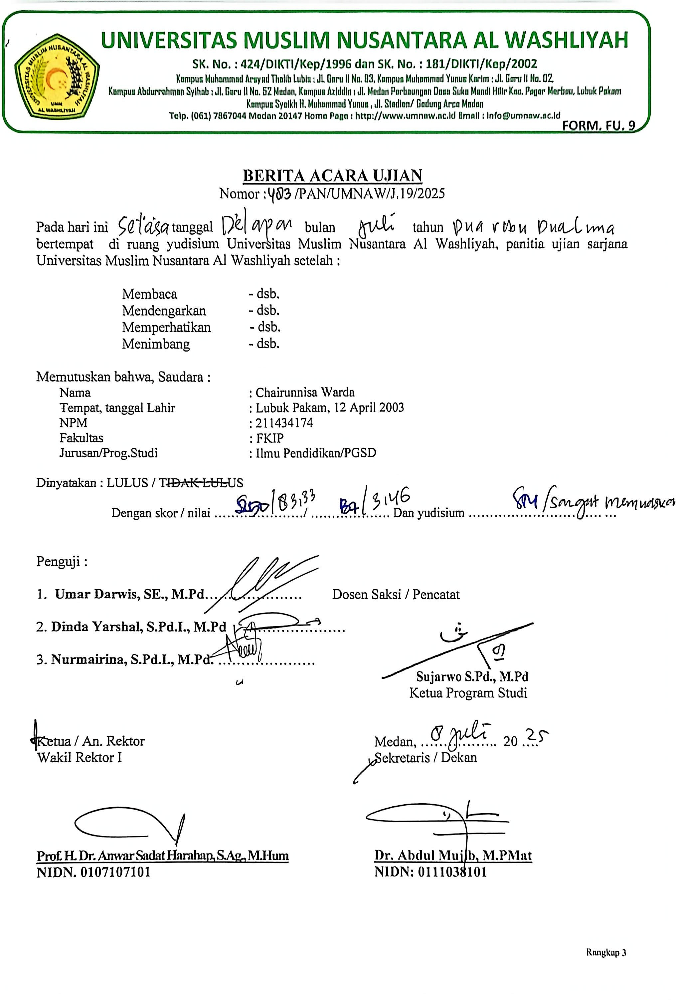 UNIVERSITAS MUSLIM NUSANTARA AL WASHLIYAH
SK. No. : 424/DIKTI/Kep/1996 dan SK. No. : 181/DIKTI/Kep/2002
Kampus Muhammad Arsyad Thalib Lubis : Jl. Garu II No. 93, Kampus Muhammad Yunus Karim : Jl. Garu II No. 02,
Kampus Abdurrahman Syihab : Jl. Garu II No. 52 Medan, Kampus Aziddin : Jl. Medan Perbaungan Desa Suka Mandi Hilir Kec. Pagar Merbau, Lubuk Pakam
Kampus Syaikh H. Muhammad Yunus , Jl. Stadion/ Gedung Arca Medan
Telp. (061) 7867044 Medan 20147 Home Page : http://www.umnaw.ac.id Email : info@umnaw.ac.id
FORM. FU. 9
UNIVERSITAS MUSLIM NUSANTARA AL WASHLIYAH
UMN
AL WASHLIYAH
BERITA ACARA UJIAN
Nomor : /PAN/UMNAW/J.19/2025
Pada hari ini Selasa tanggal Delapan bulan Juli tahun Dua ribu Dua Lima
bertempat di ruang yudisium Universitas Muslim Nusantara Al Washliyah, panitia ujian sarjana
Universitas Muslim Nusantara Al Washliyah setelah :
Membaca - dsb.
Mendengarkan - dsb.
Memperhatikan - dsb.
Menimbang - dsb.
Memutuskan bahwa, Saudara :
Nama : Chairunnisa Warda
Tempat, tanggal Lahir : Lubuk Pakam, 12 April 2003
NPM : 211434174
Fakultas : FKIP
Jurusan/Prog.Studi : Ilmu Pendidikan/PGSD
Dinyatakan : LULUS / TIDAK LULUS
Dengan skor / nilai /83,33 / /3,46 Dan yudisium /Sangat memuaskan
Penguji :
1. Umar Darwis, SE., M.Pd..................... Dosen Saksi / Pencatat
2. Dinda Yarshal, S.Pd.I., M.Pd .....................
3. Nurmairina, S.Pd.I., M.Pd. .....................
Sujarwo S.Pd., M.Pd
Ketua Program Studi
Ketua / An. Rektor
Wakil Rektor I
Medan, 8 Juli 20 25
Sekretaris / Dekan
Prof. H. Dr. Anwar Sadat Harahap, S.Ag., M.Hum
NIDN. 0107107101
Dr. Abdul Mujib, M.PMat
NIDN: 0111038101
Rangkap 3